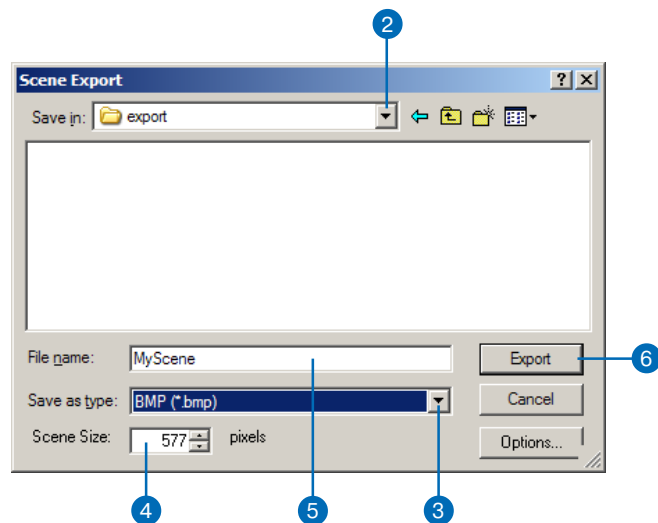 2
Scene Export
Save in: export
File name: MyScene Export
6
Save as type: BMP (*.bmp) Cancel
Scene Size: 577 pixels Options...
4 5 3